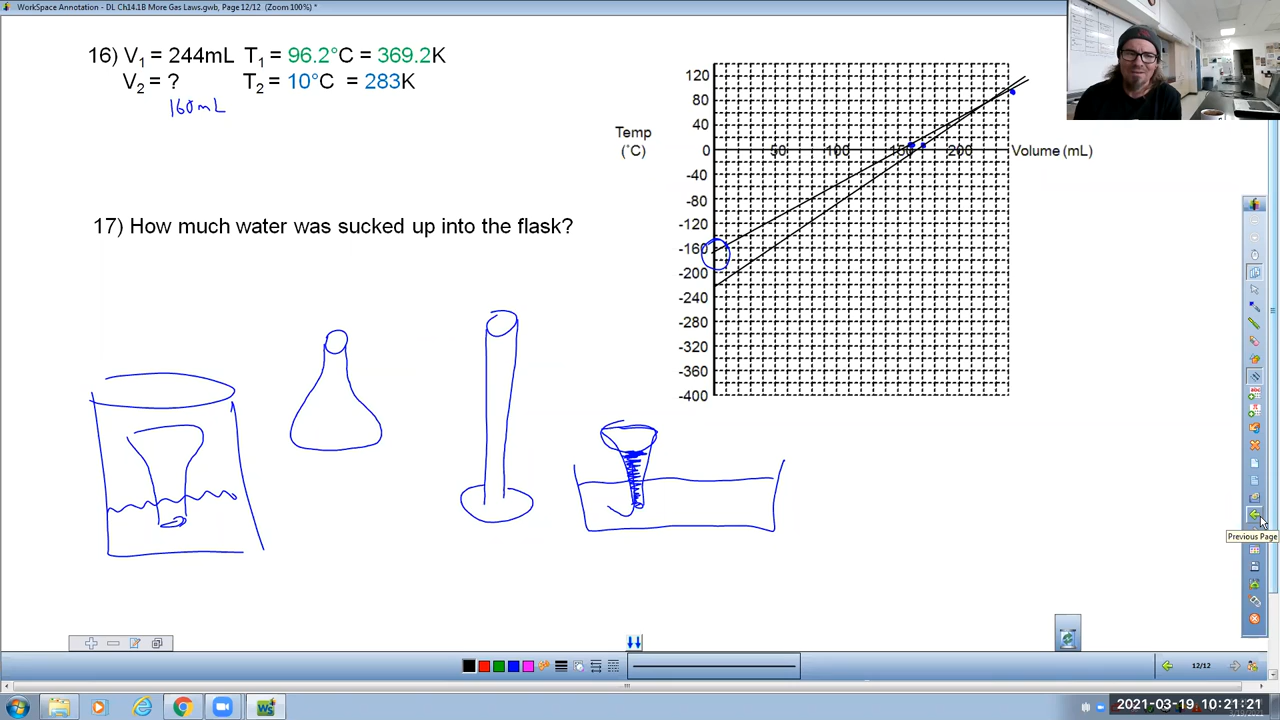 WorkSpace Annotation - DL Ch14.1B More Gas Laws.gwb, Page 12/12 (Zoom 100%) *
16) V₁ = 244mL T₁ = 96.2°C = 369.2K
V₂ = ? T₂ = 10°C = 283K
160mL
17) How much water was sucked up into the flask?
120
80
40
Temp
(˚C)
0 50 100 150 200 Volume (mL)
-40
-80
-120
-160
-200
-240
-280
-320
-360
-400
Previous Page
12/12
2021-03-19, 10:21:21